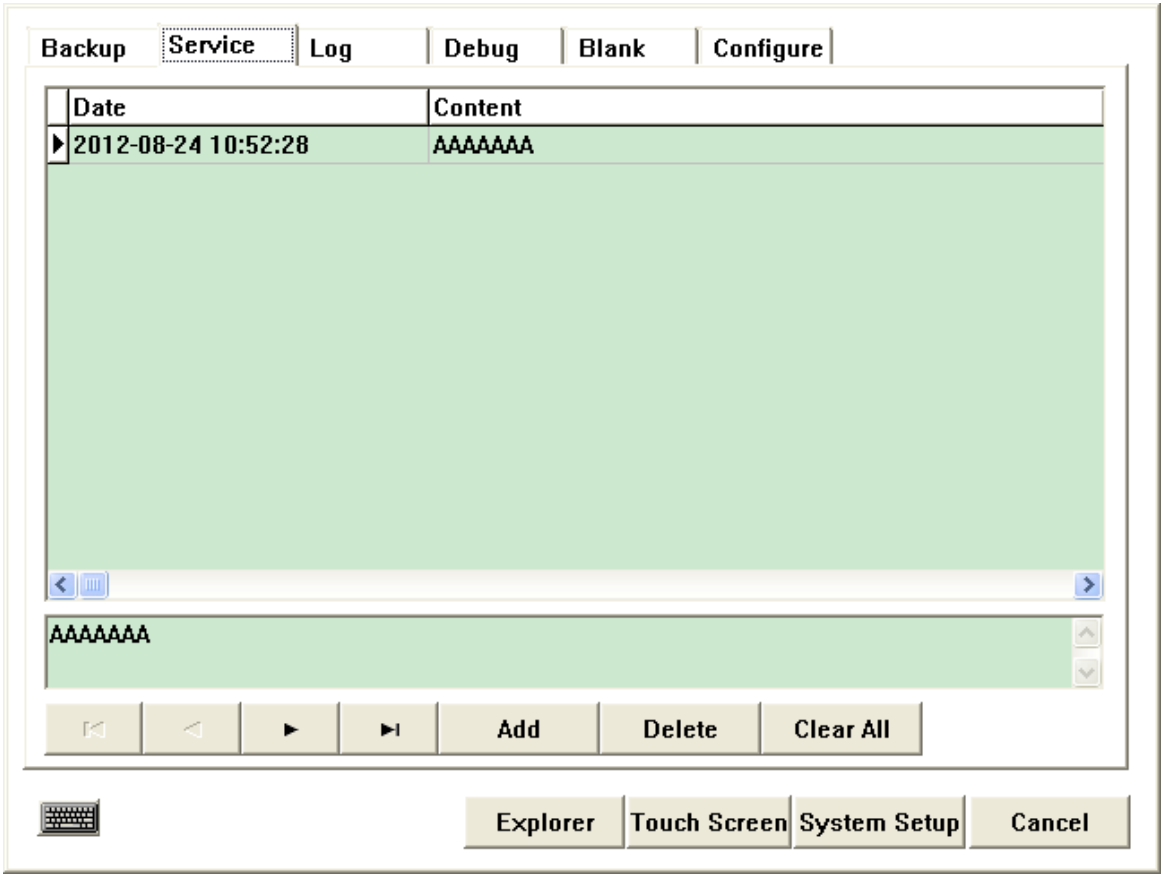 Backup Service Log Debug Blank Configure
Date Content
2012-08-24 10:52:28 AAAAAAA
AAAAAAA
Add Delete Clear All
Explorer Touch Screen System Setup Cancel